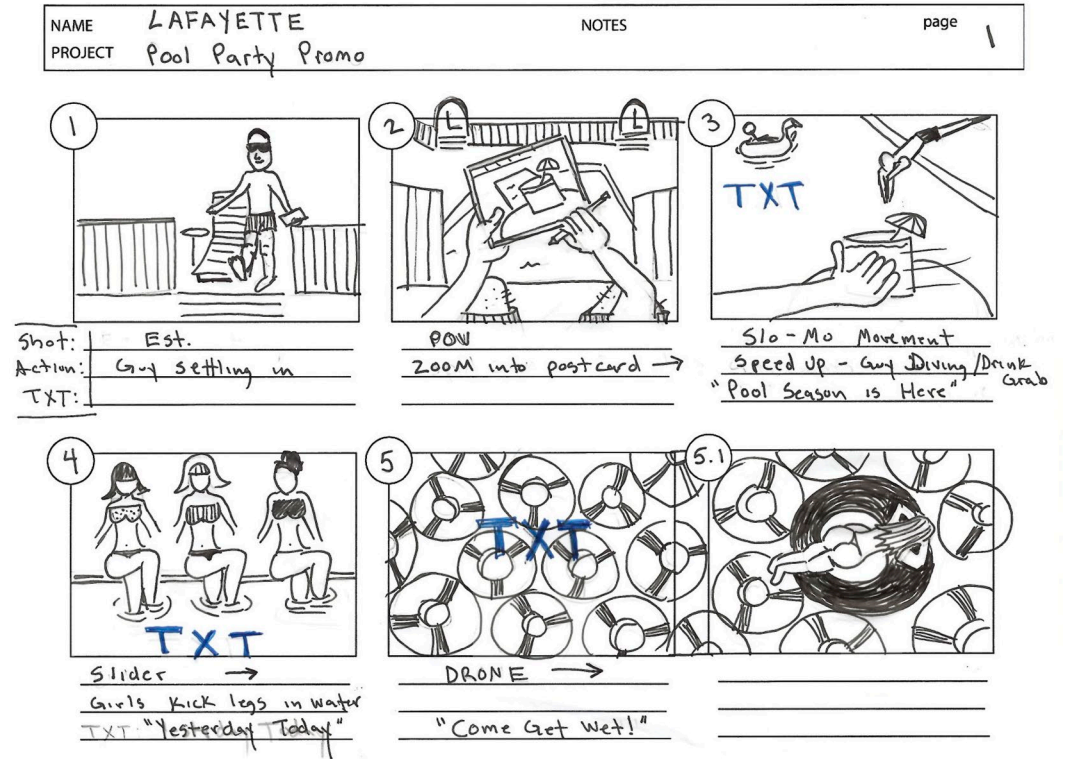 NAME LAFAYETTE NOTES page 1
PROJECT Pool Party Promo
1
2
L L
3
TXT
Shot: Est.
Action: Guy settling in
TXT:
POV
ZOOM into postcard →
Slo-Mo Movement
Speed Up - Guy Diving/Drink Grab
"Pool Season is Here"
4
TXT
5
TXT
5.1
Slider →
Girls Kick legs in water
TXT: "Yesterday Today"
DRONE →
"Come Get Wet!"